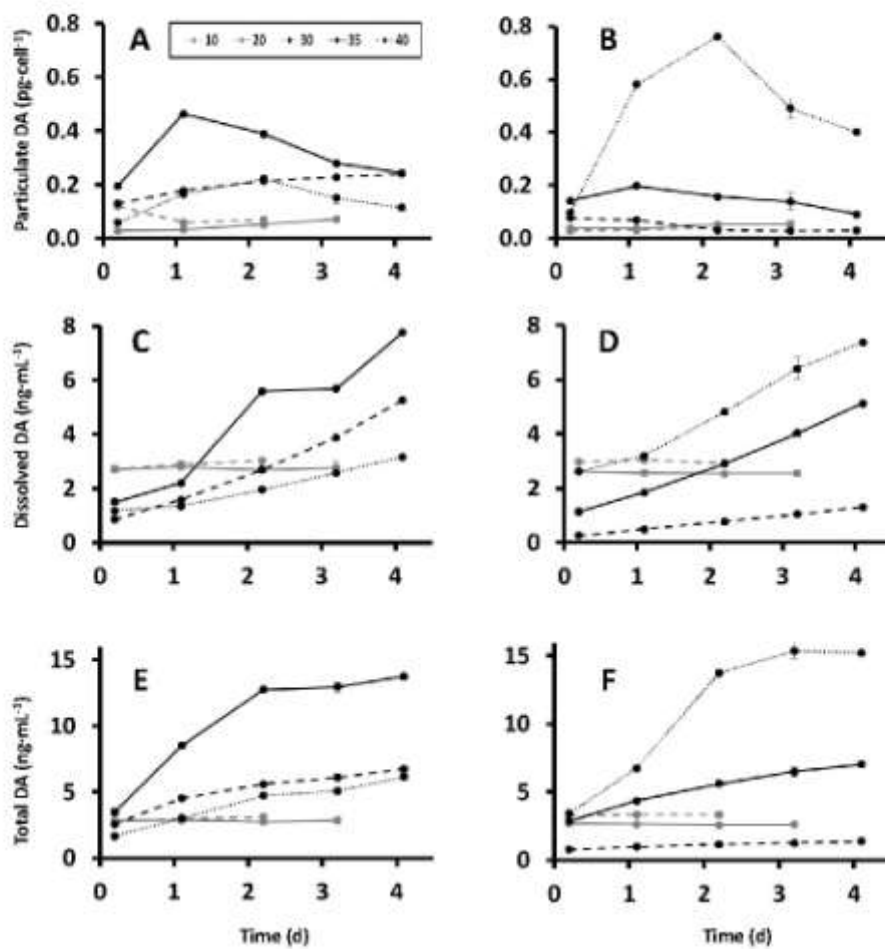 A
10 20 30 35 40
B
Particulate DA (pg-cell⁻¹)
0.8
0.6
0.4
0.2
0.0
0 1 2 3 4
0.8
0.6
0.4
0.2
0.0
0 1 2 3 4
C
D
Dissolved DA (ng-mL⁻¹)
8
6
4
2
0
0 1 2 3 4
8
6
4
2
0
0 1 2 3 4
E
F
Total DA (ng-mL⁻¹)
15
10
5
0
0 1 2 3 4
15
10
5
0
0 1 2 3 4
Time (d)
Time (d)